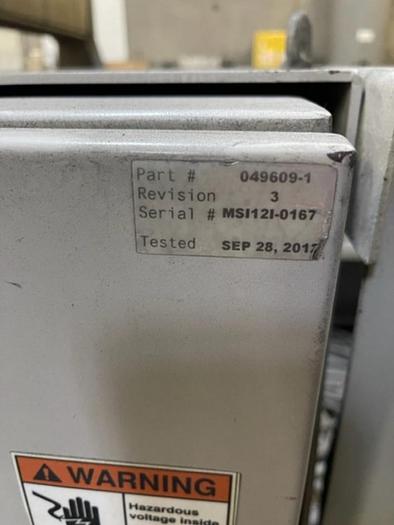 Part # 049609-1
Revision 3
Serial # MSI12I-0167
Tested SEP 28, 2017
WARNING
Hazardous
voltage inside